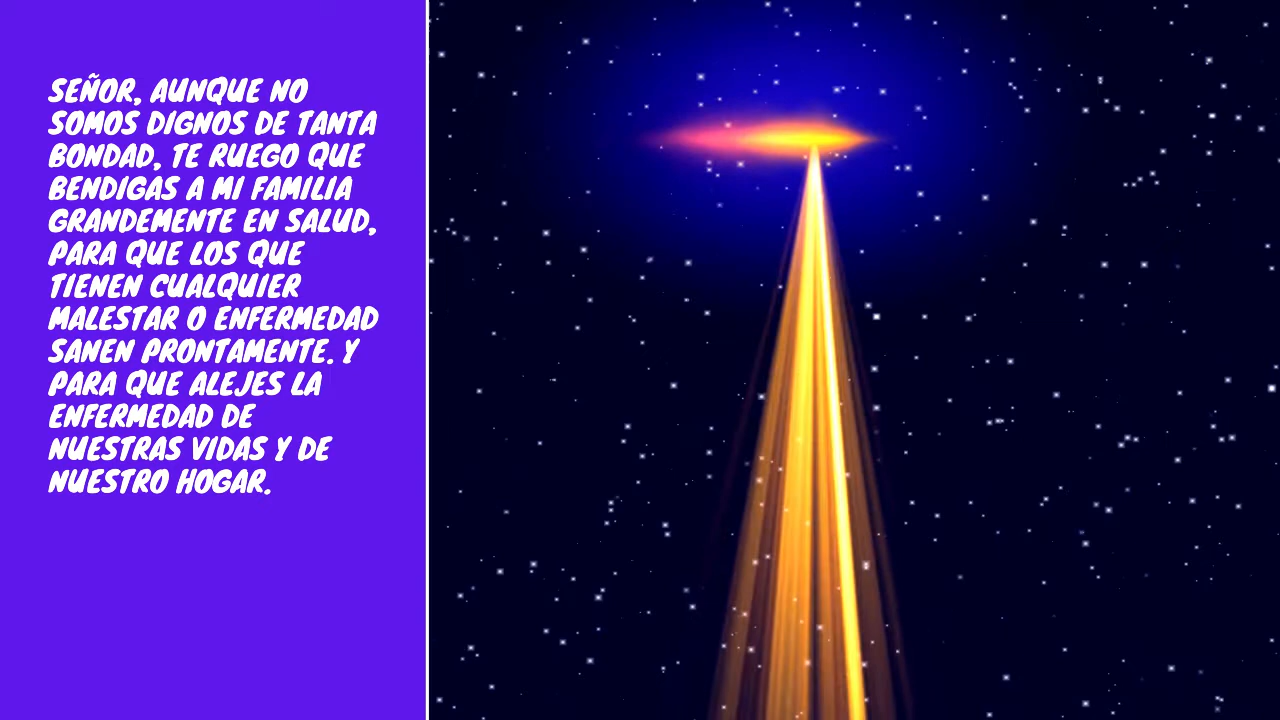 SEÑOR, AUNQUE NO
SOMOS DIGNOS DE TANTA
BONDAD, TE RUEGO QUE
BENDIGAS A MI FAMILIA
GRANDEMENTE EN SALUD,
PARA QUE LOS QUE
TIENEN CUALQUIER
MALESTAR O ENFERMEDAD
SANEN PRONTAMENTE. Y
PARA QUE ALEJES LA
ENFERMEDAD DE
NUESTRAS VIDAS Y DE
NUESTRO HOGAR.